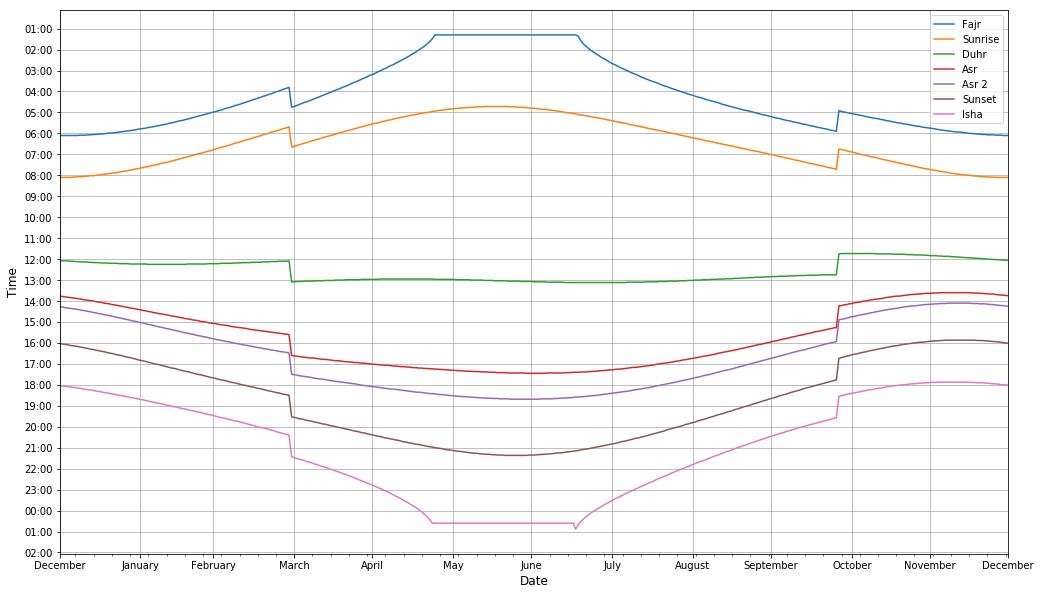 01:00
02:00
03:00
04:00
05:00
06:00
07:00
08:00
09:00
10:00
11:00
12:00
13:00
14:00
15:00
16:00
17:00
18:00
19:00
20:00
21:00
22:00
23:00
00:00
01:00
02:00
Time
Fajr
Sunrise
Duhr
Asr
Asr 2
Sunset
Isha
December January February March April May June July August September October November December
Date